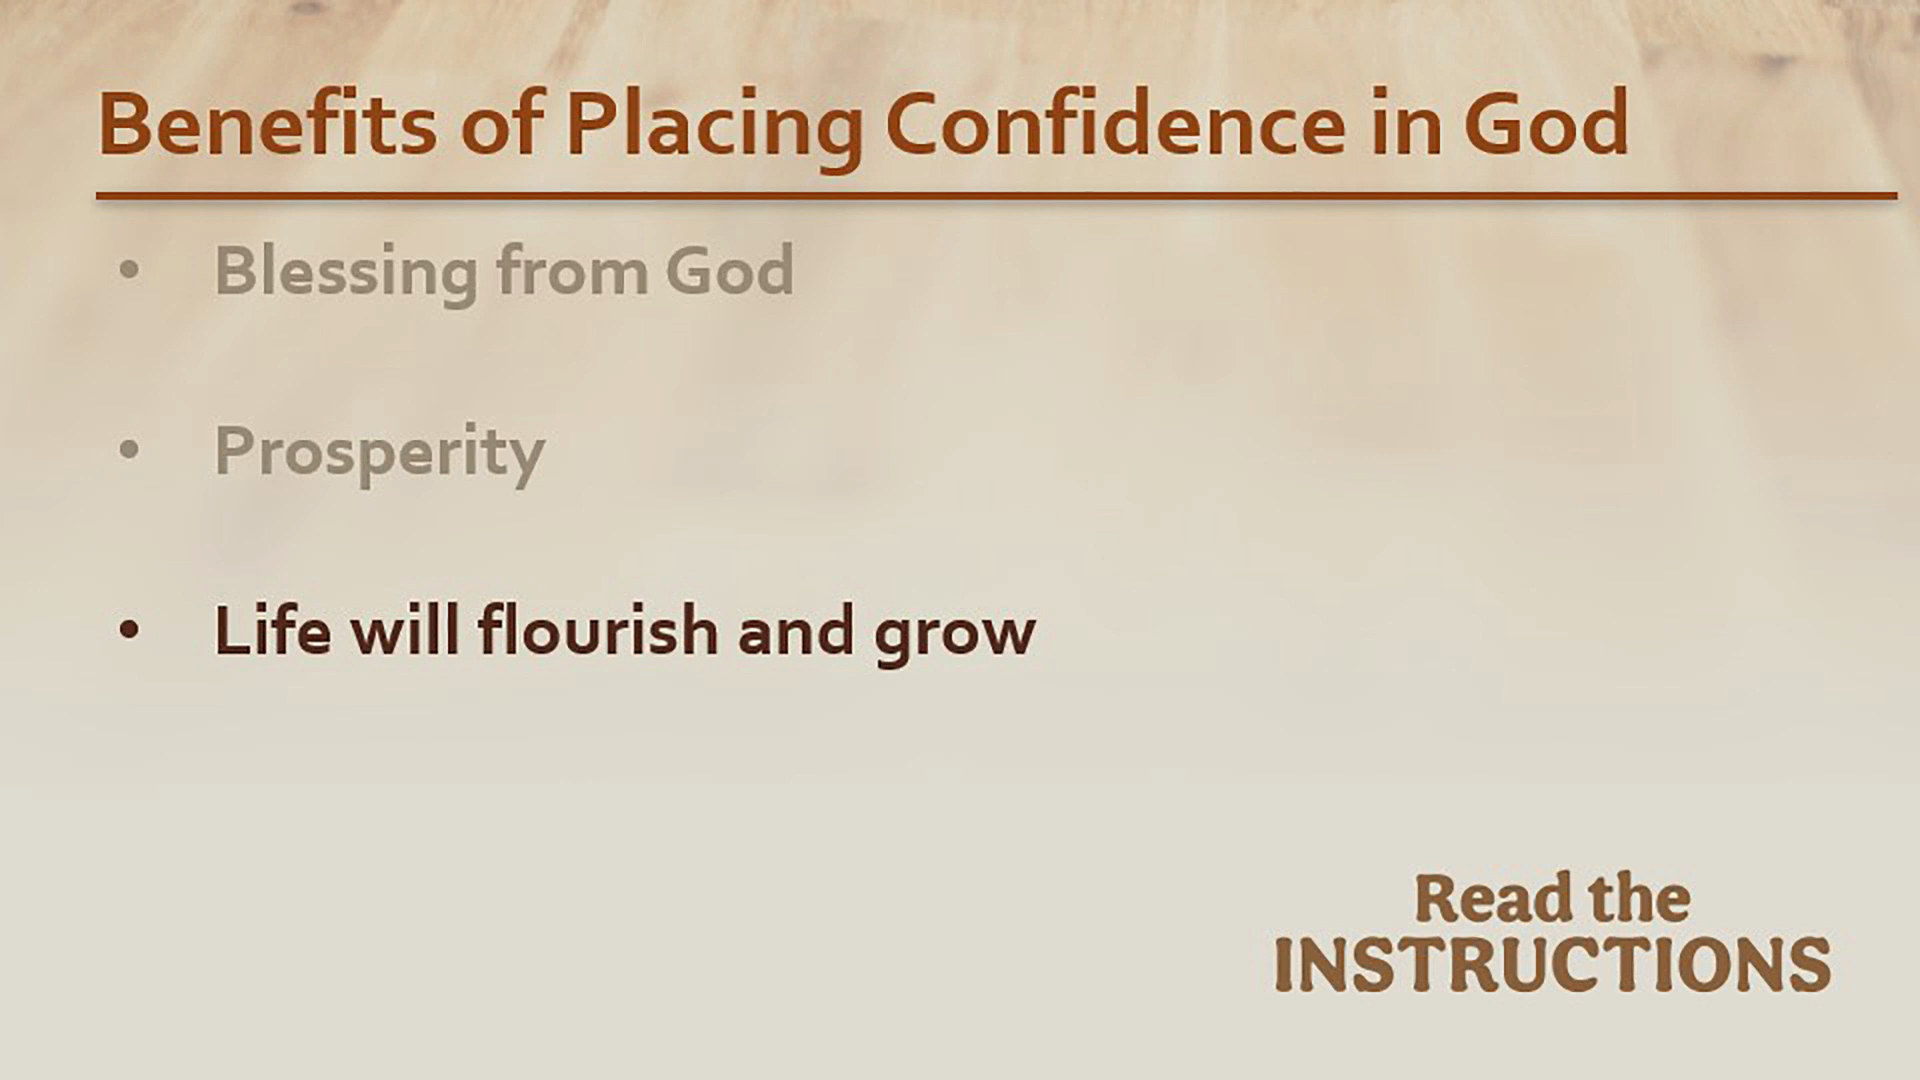 Benefits of Placing Confidence in God
• Blessing from God
• Prosperity
• Life will flourish and grow
Read the
INSTRUCTIONS